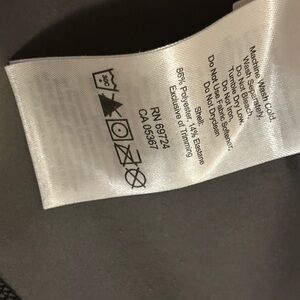 Machine Wash Cold.
Wash Separately.
Do Not Bleach.
Tumble Dry Low.
Do Not Iron.
Do Not Use Fabric Softener.
Do Not Dryclean.
Shell:
86% Polyester, 14% Elastane
Exclusive of Trimming
RN 69724
CA 05367